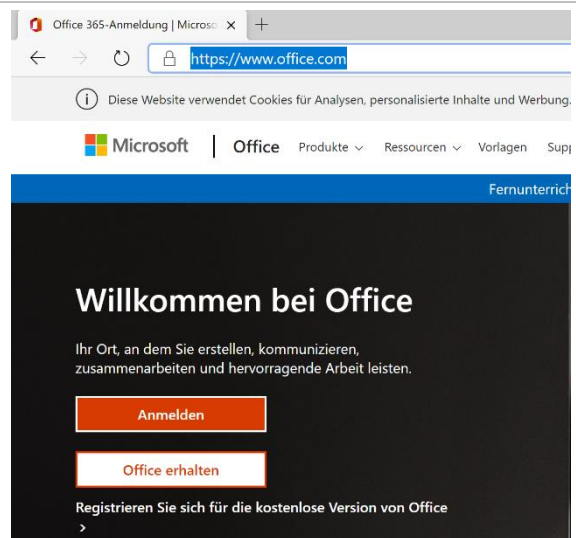 Office 365-Anmeldung | Microso
https://www.office.com
Diese Website verwendet Cookies für Analysen, personalisierte Inhalte und Werbung.
Microsoft Office Produkte Ressourcen Vorlagen Supp
Fernunterrich
Willkommen bei Office
Ihr Ort, an dem Sie erstellen, kommunizieren,
zusammenarbeiten und hervorragende Arbeit leisten.
Anmelden
Office erhalten
Registrieren Sie sich für die kostenlose Version von Office
>